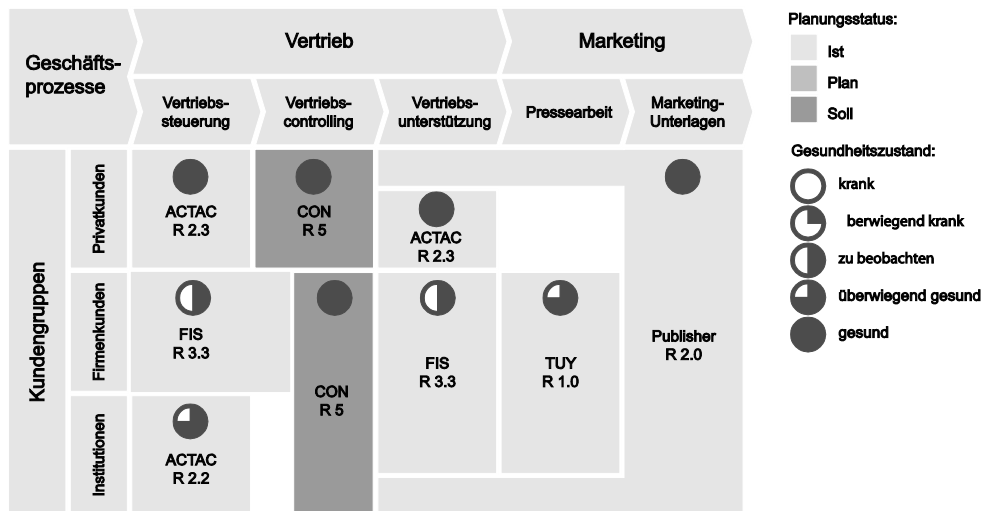 Geschäfts-
prozesse
Vertrieb
Marketing
Vertriebs-
steuerung
Vertriebs-
controlling
Vertriebs-
unterstützung
Pressearbeit
Marketing-
Unterlagen
Kundengruppen
Privatkunden
ACTAC
R 2.3
CON
R 5
ACTAC
R 2.3
Firmenkunden
FIS
R 3.3
CON
R 5
FIS
R 3.3
TUY
R 1.0
Publisher
R 2.0
Institutionen
ACTAC
R 2.2
Planungsstatus:
Ist
Plan
Soll
Gesundheitszustand:
krank
berwiegend krank
zu beobachten
überwiegend gesund
gesund